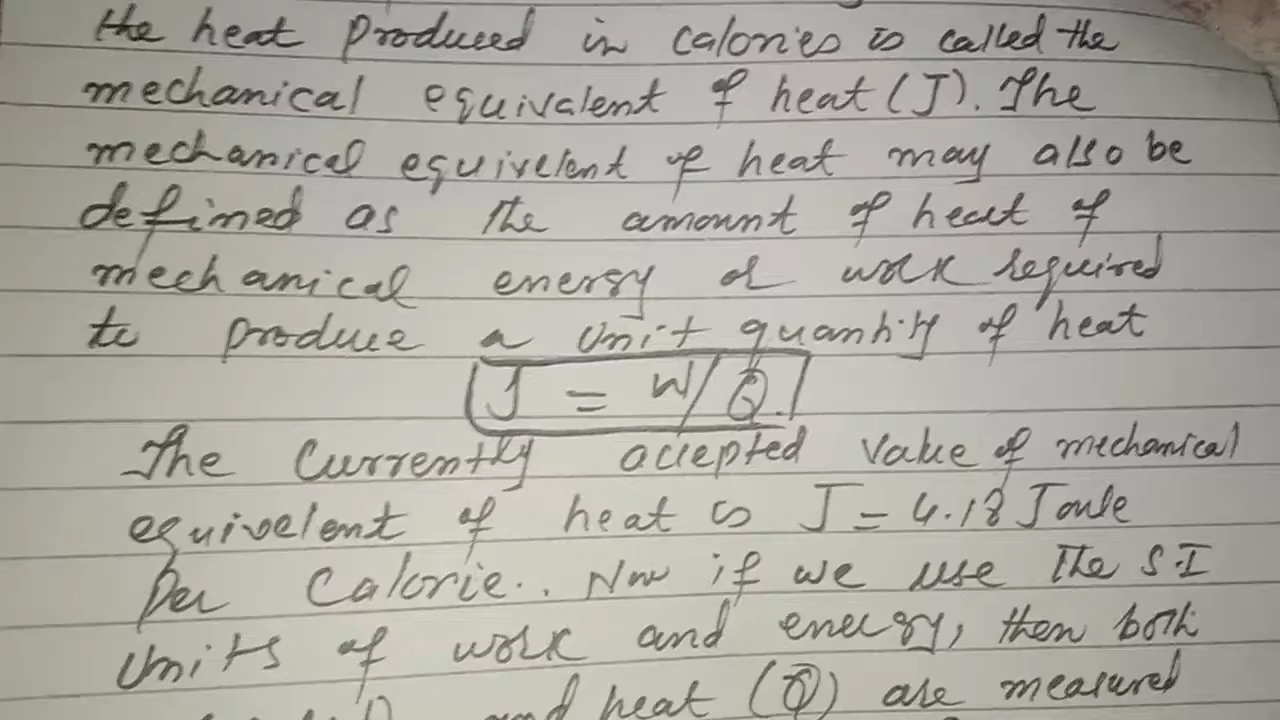 the heat produced in calories is called the
mechanical equivalent of heat (J). The
mechanical equivelent of heat may also be
defined as the amount of heat of
mechanical energy or work required
to produce a unit quantity of heat
J = W/Q.
The Currently accepted value of mechanical
equivelent of heat is J = 4.18 Joule
Per Calorie.. Now if we use the S.I
Units of work and energy, then both
and heat (Q) are measured